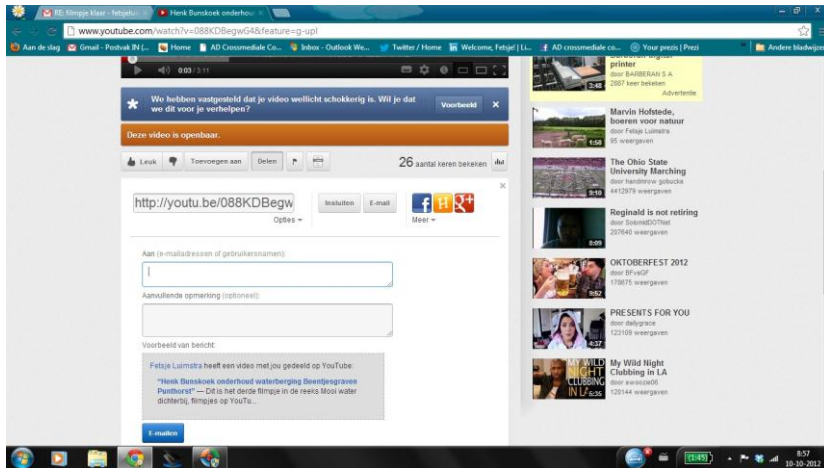 RE: filmpje klaar - fetsjelui
Henk Bunskoek onderhou
www.youtube.com/watch?v=088KDBegwG4&feature=g-upl
Aan de slag
Gmail - Postvak IN (...
Home
AD Crossmediale Co...
Inbox - Outlook We...
Twitter / Home
Welcome, Fetsje! | Li...
AD crossmediale co...
Your prezis | Prezi
Andere bladwijzers
0:03 / 3:11
We hebben vastgesteld dat je video wellicht schokkerig is. Wil je dat
we dit voor je verhelpen?
Voorbeeld
Deze video is openbaar.
Leuk
Toevoegen aan
Delen
26 aantal keren bekeken
http://youtu.be/088KDBegw
Insluiten
E-mail
Opties
Meer
Aan (e-mailadressen of gebruikersnamen):
Aanvullende opmerking (optioneel):
Voorbeeld van bericht:
Fetsje Luimstra heeft een video met jou gedeeld op YouTube:
"Henk Bunskoek onderhoud waterberging Beentjesgraven
Punthorst" — Dit is het derde filmpje in de reeks Mooi water
dichterbij, filmpjes op YouTu...
E-mailen
printer
door BARBERAN S.A.
2687 keer bekeken
Advertentie
3:48
Marvin Hofstede,
boeren voor natuur
door Fetsje Luimstra
95 weergaven
1:58
The Ohio State
University Marching
door handmrow gobucks
4412979 weergaven
9:10
Reginald is not retiring
door SobmidDOTNet
207640 weergaven
8:09
OKTOBERFEST 2012
door BFvsGF
178675 weergaven
9:52
PRESENTS FOR YOU
door dailygrace
123109 weergaven
4:37
My Wild Night
Clubbing in LA
door swoozie06
120144 weergaven
MY WILD
NIGHT
CLUBBING
IN LA
5:35
(1:45)
8:57
10-10-2012